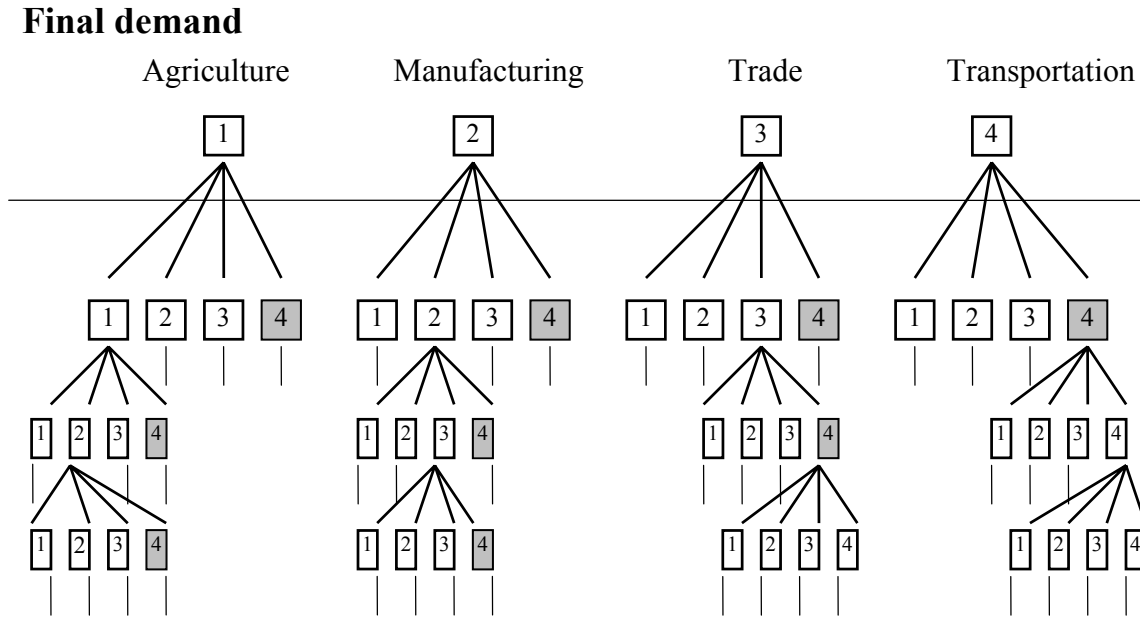 Final demand
Agriculture Manufacturing Trade Transportation
1 2 3 4
1 2 3 4 1 2 3 4 1 2 3 4 1 2 3 4
1 2 3 4 1 2 3 4 1 2 3 4 1 2 3 4
1 2 3 4 1 2 3 4 1 2 3 4 1 2 3 4